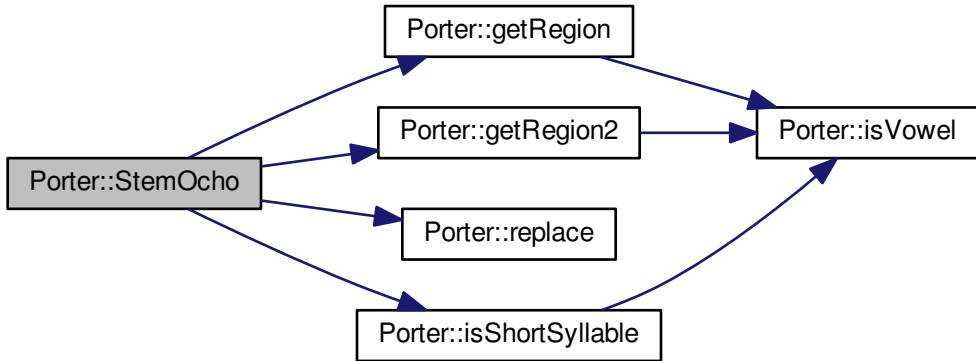 Porter::getRegion
Porter::getRegion2
Porter::isVowel
Porter::StemOcho
Porter::replace
Porter::isShortSyllable